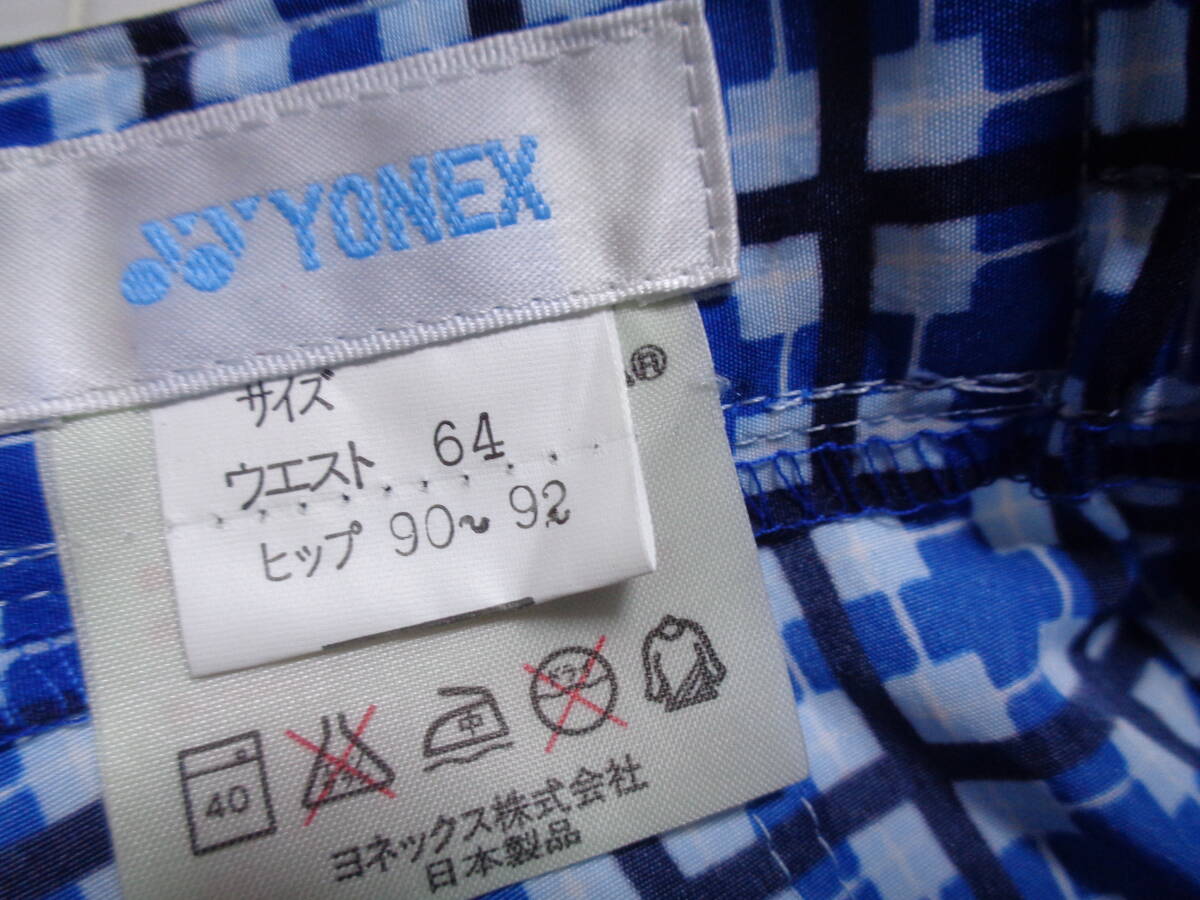 YONEX
サイズ
ウエスト 64
ヒップ 90~92
40
中
ヨネックス株式会社
日本製品